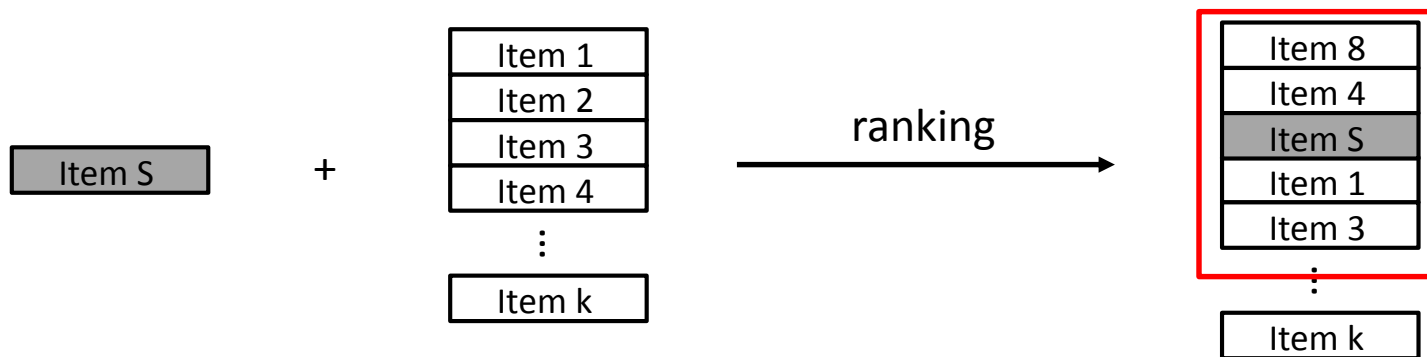 Item S
+
Item 1
Item 2
Item 3
Item 4
⋮
Item k
ranking
Item 8
Item 4
Item S
Item 1
Item 3
⋮
Item k